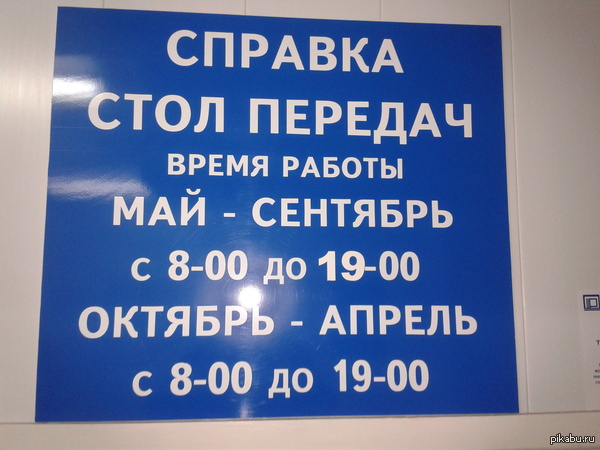 СПРАВКА
СТОЛ ПЕРЕДАЧ
ВРЕМЯ РАБОТЫ
МАЙ - СЕНТЯБРЬ
С 8-00 ДО 19-00
ОКТЯБРЬ - АПРЕЛЬ
С 8-00 ДО 19-00
pikabu.ru